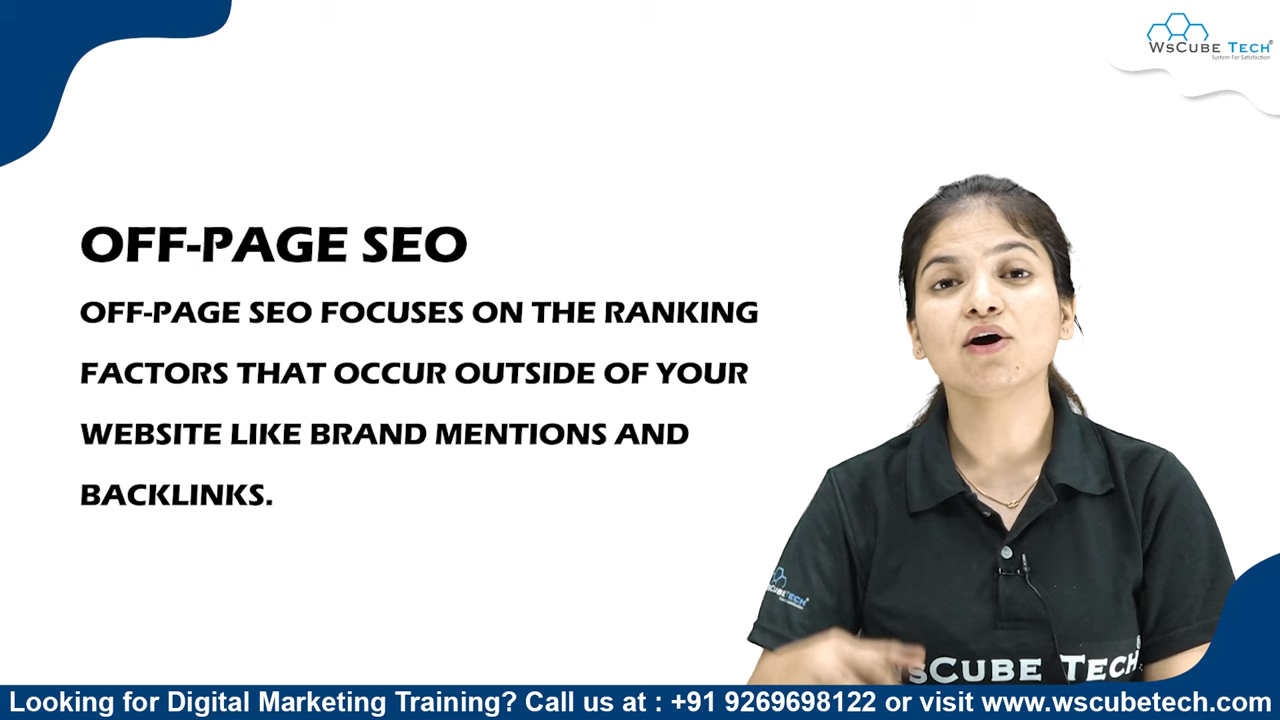 WsCube Tech®
System For Satisfaction
OFF-PAGE SEO
OFF-PAGE SEO FOCUSES ON THE RANKING
FACTORS THAT OCCUR OUTSIDE OF YOUR
WEBSITE LIKE BRAND MENTIONS AND
BACKLINKS.
CUBE TECH®
sCUBE TECH®
Looking for Digital Marketing Training? Call us at : +91 9269698122 or visit www.wscubetech.com